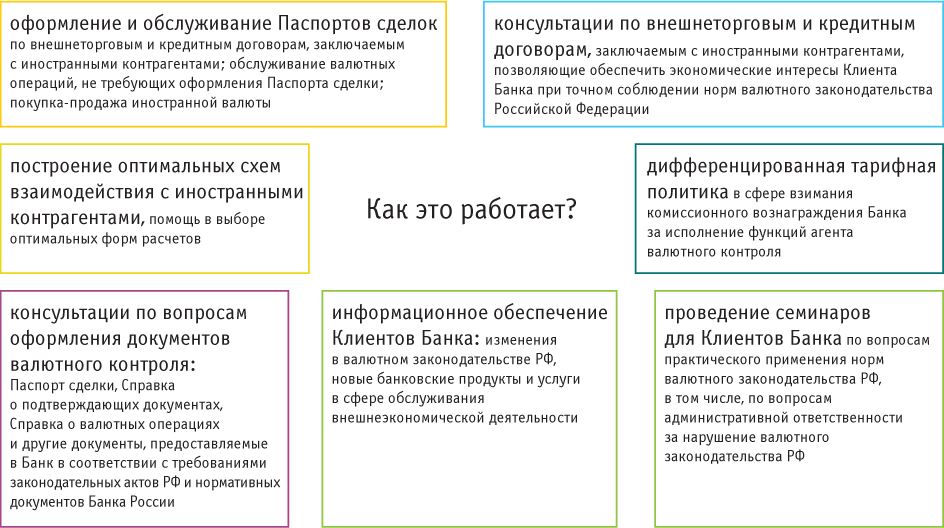 оформление и обслуживание Паспортов сделок
по внешнеторговым и кредитным договорам, заключаемым
с иностранными контрагентами; обслуживание валютных
операций, не требующих оформления Паспорта сделки;
покупка-продажа иностранной валюты
консультации по внешнеторговым и кредитным
договорам, заключаемым с иностранными контрагентами,
позволяющие обеспечить экономические интересы Клиента
Банка при точном соблюдении норм валютного законодательства
Российской Федерации
построение оптимальных схем
взаимодействия с иностранными
контрагентами, помощь в выборе
оптимальных форм расчетов
Как это работает?
дифференцированная тарифная
политика в сфере взимания
комиссионного вознаграждения Банка
за исполнение функций агента
валютного контроля
консультации по вопросам
оформления документов
валютного контроля:
Паспорт сделки, Справка
о подтверждающих документах,
Справка о валютных операциях
и другие документы, предоставляемые
в Банк в соответствии с требованиями
законодательных актов РФ и нормативных
документов Банка России
информационное обеспечение
Клиентов Банка: изменения
в валютном законодательстве РФ,
новые банковские продукты и услуги
в сфере обслуживания
внешнеэкономической деятельности
проведение семинаров
для Клиентов Банка по вопросам
практического применения норм
валютного законодательства РФ,
в том числе, по вопросам
административной ответственности
за нарушение валютного
законодательства РФ